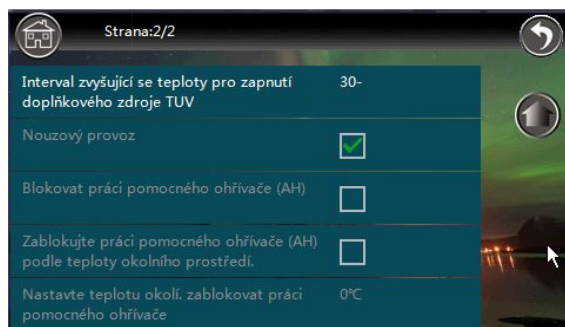 Strana:2/2
Interval zvyšující se teploty pro zapnutí
doplňkového zdroje TUV
30-
Nouzový provoz
Blokovat práci pomocného ohřívače (AH)
Zablokujte práci pomocného ohřívače (AH)
podle teploty okolního prostředí.
Nastavte teplotu okolí. zablokovat práci
pomocného ohřívače
0℃